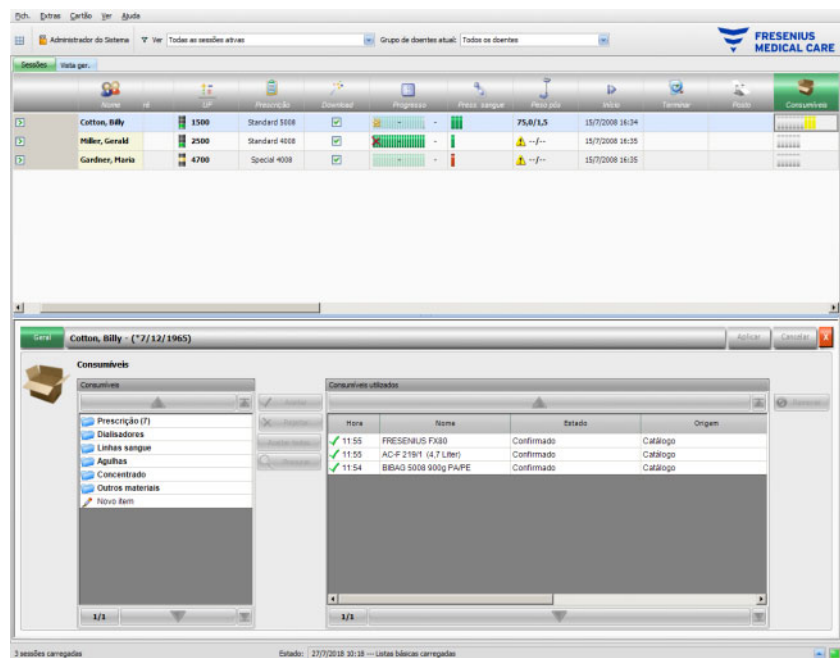 Fich. Extras Cartão Ver Ajuda
Administrador do Sistema Ver Todas as sessões ativas Grupo de doentes atual: Todos os doentes
FRESENIUS
MEDICAL CARE
Sessões Vista ger.
Nome UF Prescrição Download Progresso Press. sangue Peso pós Início Terminar Posto Consumíveis
Cotton, Billy 1500 Standard 5008 - - 75,0/1,5 15/7/2008 16:34
Miller, Gerald 2500 Standard 4008 - - --/-- 15/7/2008 16:35
Gardner, Maria 4700 Special 4008 - - --/-- 15/7/2008 16:35
Geral Cotton, Billy - (*7/12/1965) Aplicar Cancelar X
Consumíveis
Consumíveis Consumíveis utilizados
Hora Nome Estado Origem
Prescrição (7)
Dialisadores
Linhas sangue
Agulhas
Concentrado
Outros materiais
Novo item
11:55 FRESENIUS FX80 Confirmado Catálogo
11:55 AC-F 219/1 (4,7 Liter) Confirmado Catálogo
11:54 BIBAG 5008 900g PA/PE Confirmado Catálogo
1/1 1/1
3 sessões carregadas Estado: 27/7/2018 10:18 --- Listas básicas carregadas